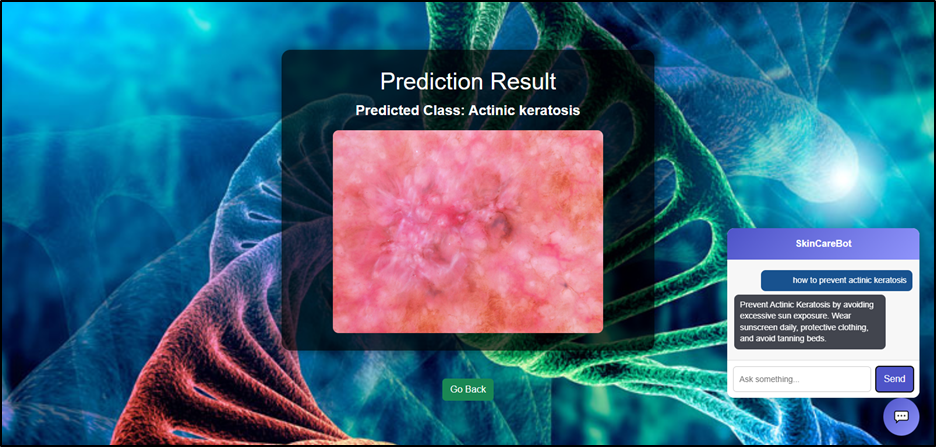 Prediction Result
Predicted Class: Actinic keratosis
Go Back
SkinCareBot
how to prevent actinic keratosis
Prevent Actinic Keratosis by avoiding
excessive sun exposure. Wear
sunscreen daily, protective clothing,
and avoid tanning beds.
Ask something...
Send